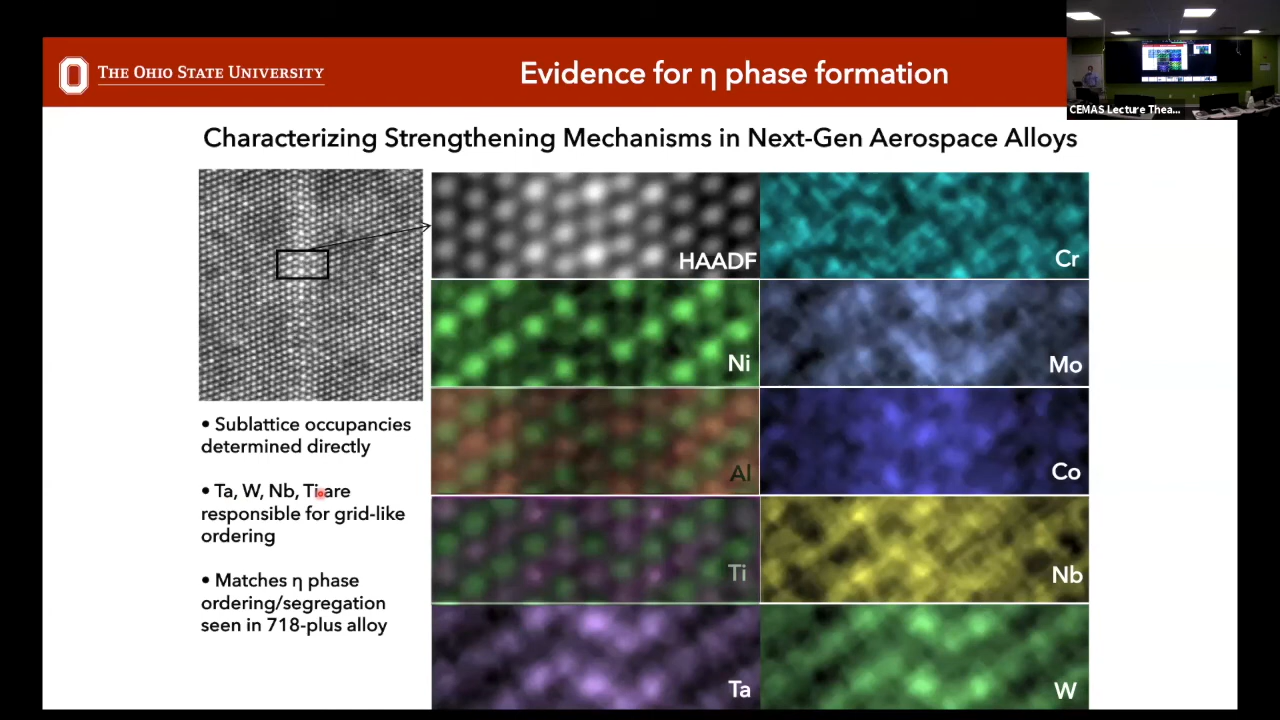 THE OHIO STATE UNIVERSITY
Evidence for η phase formation
CEMAS Lecture Thea...
Characterizing Strengthening Mechanisms in Next-Gen Aerospace Alloys
HAADF
Cr
Ni
Mo
Al
Co
Ti
Nb
Ta
W
• Sublattice occupancies
determined directly
• Ta, W, Nb, Ti are
responsible for grid-like
ordering
• Matches η phase
ordering/segregation
seen in 718-plus alloy